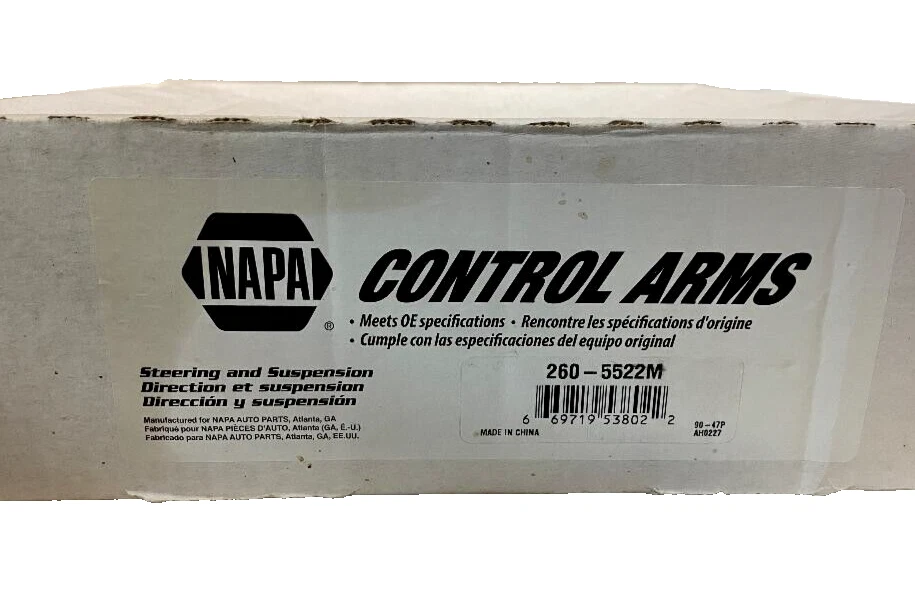 NAPA
®
CONTROL ARMS
• Meets OE specifications • Rencontre les spécifications d'origine
• Cumple con las especificaciones del equipo original
Steering and Suspension
Direction et suspension
Dirección y suspensión
Manufactured for NAPA AUTO PARTS, Atlanta, GA
Fabriqué pour NAPA PIÈCES D'AUTO, Atlanta (GA, É.-U.)
Fabricado para NAPA AUTO PARTS, Atlanta, GA, EE.UU.
260-5522M
6 69719 53802 2
MADE IN CHINA
90-47P
AH0227